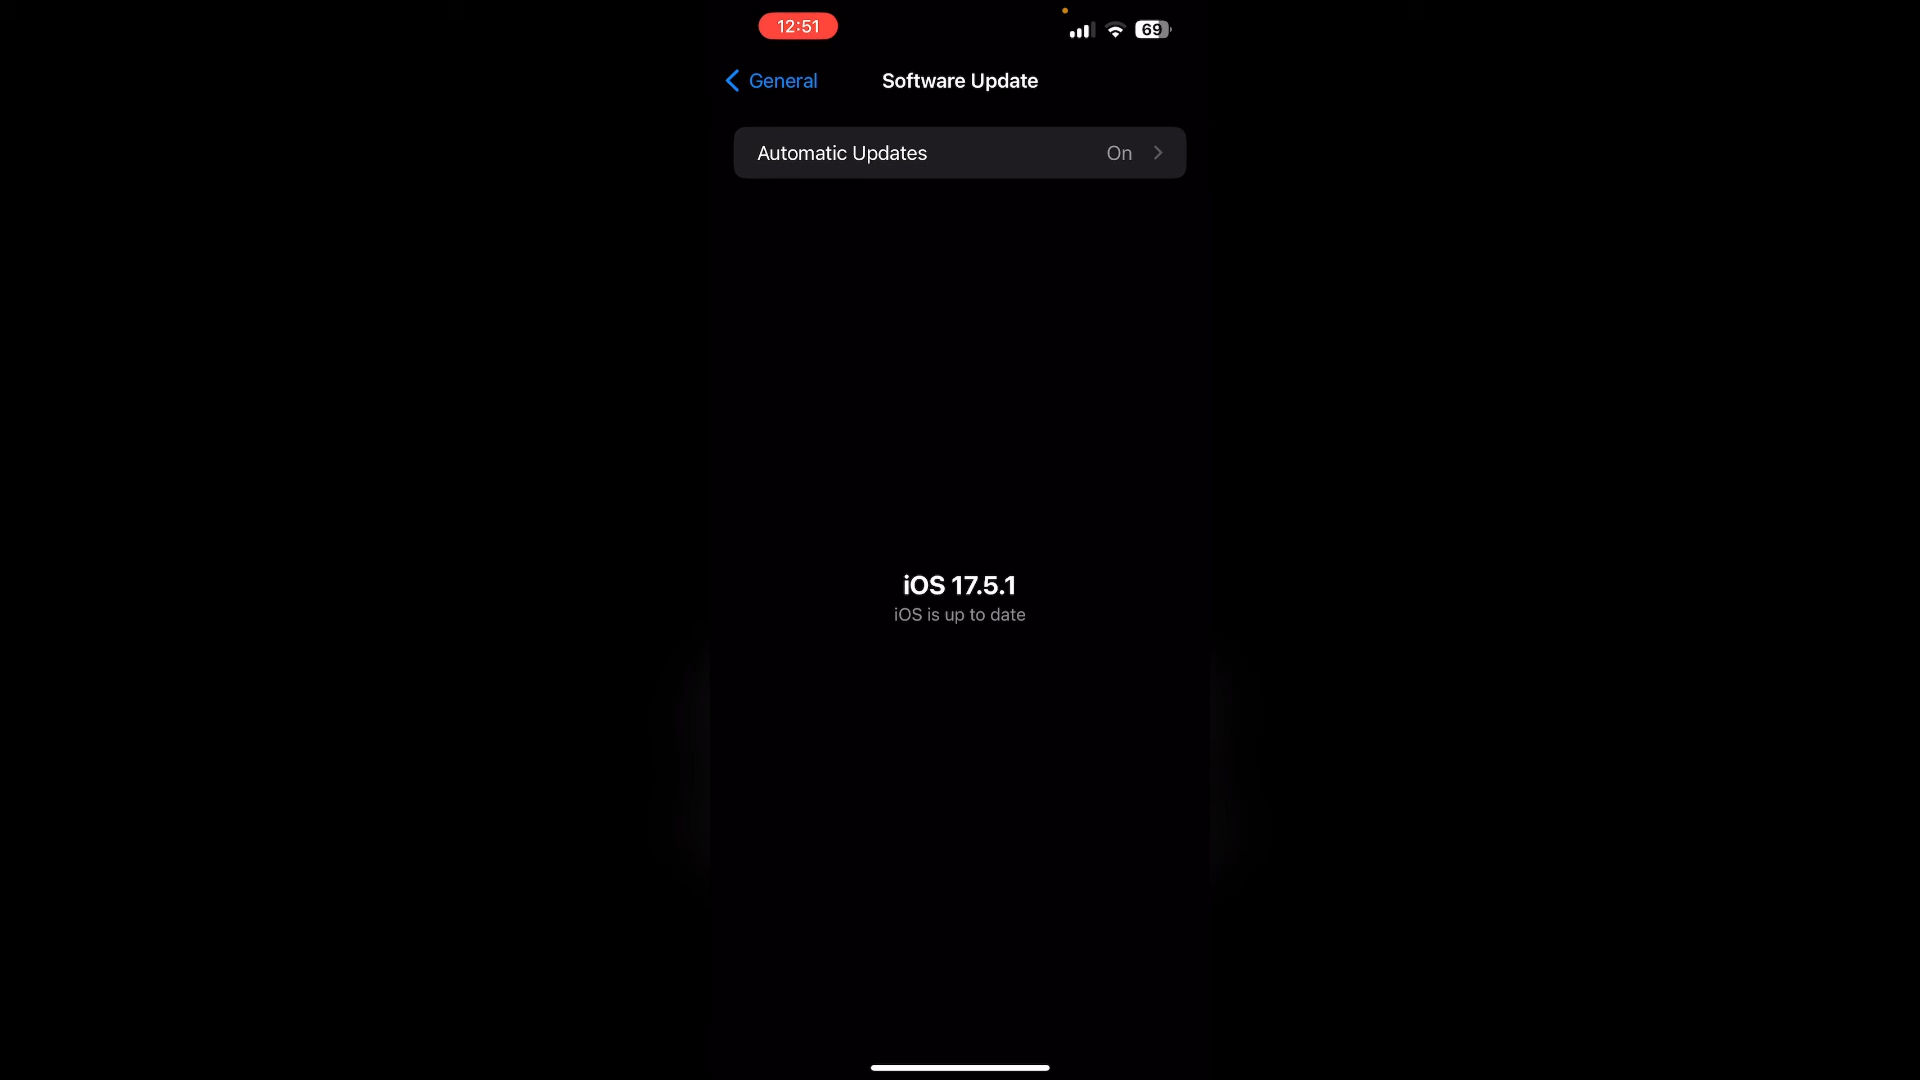 12:51
69
General
Software Update
Automatic Updates On
iOS 17.5.1
iOS is up to date